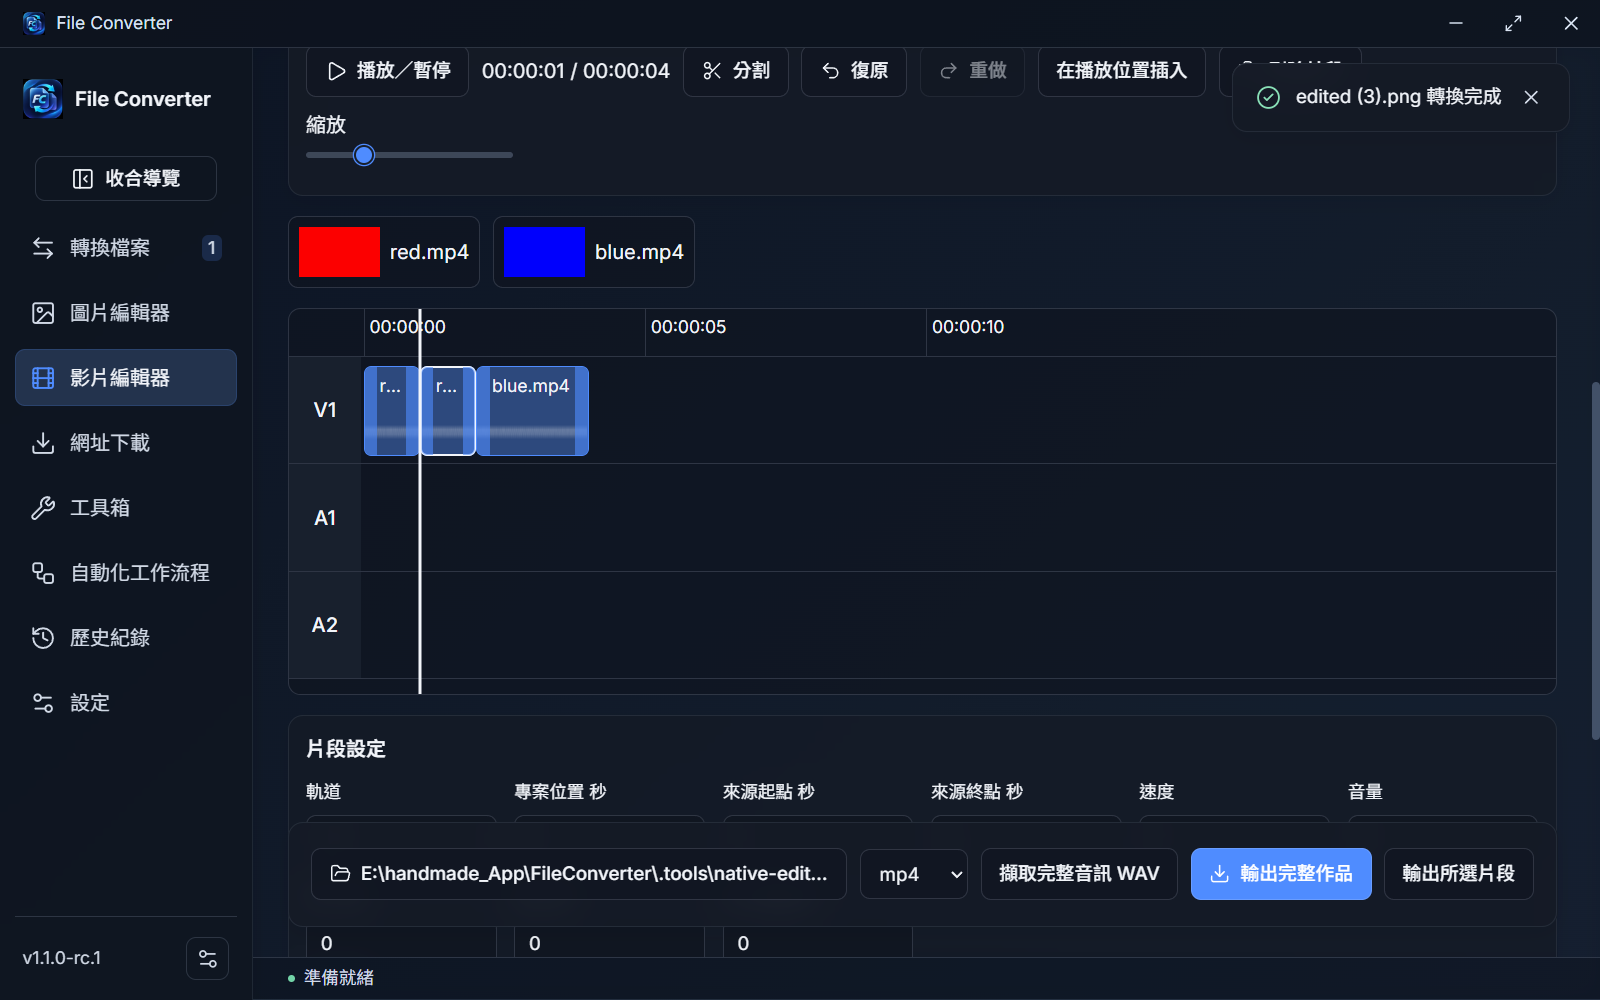 File Converter
File Converter
收合導覽
轉換檔案
1
圖片編輯器
影片編輯器
網址下載
工具箱
自動化工作流程
歷史紀錄
設定
v1.1.0-rc.1
播放／暫停
00:00:01 / 00:00:04
分割
復原
重做
在播放位置插入
edited (3).png 轉換完成
縮放
red.mp4
blue.mp4
00:00:00
00:00:05
00:00:10
V1
r...
r...
blue.mp4
A1
A2
片段設定
軌道
專案位置 秒
來源起點 秒
來源終點 秒
速度
音量
E:\handmade_App\FileConverter\.tools\native-edit...
mp4
擷取完整音訊 WAV
輸出完整作品
輸出所選片段
0
0
0
準備就緒